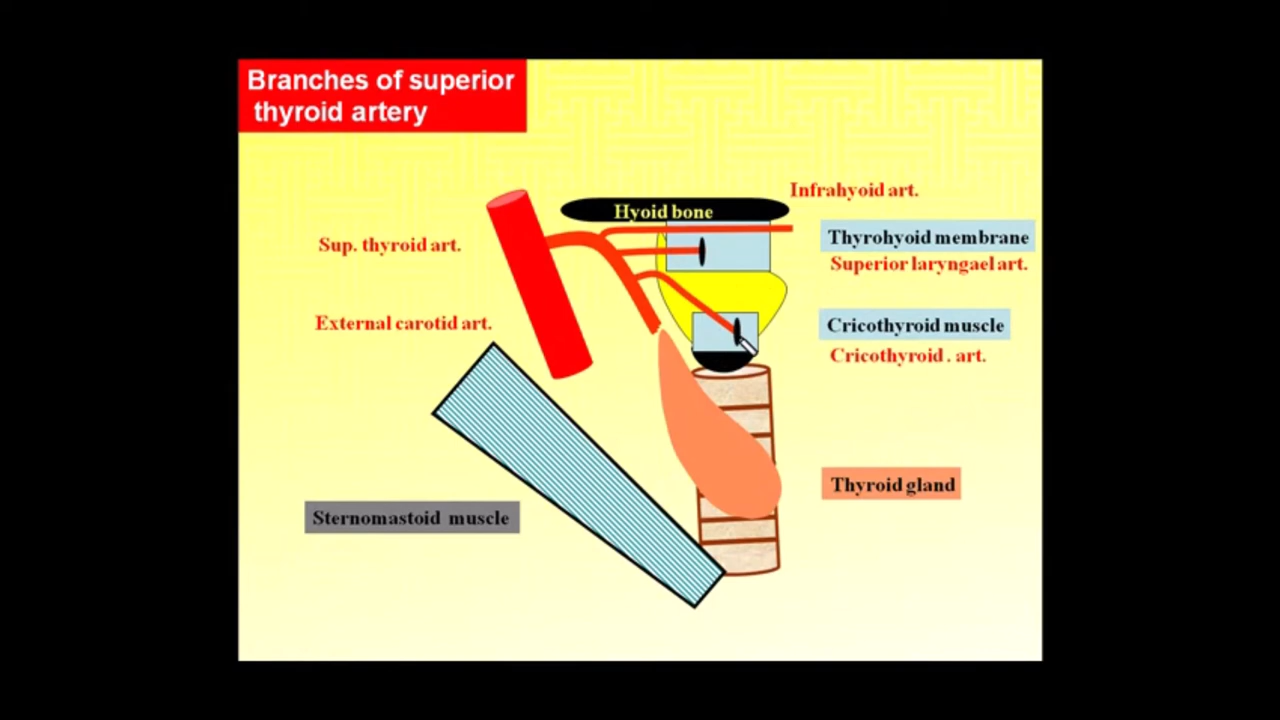 Branches of superior
thyroid artery
Infrahyoid art.
Hyoid bone
Thyrohyoid membrane
Sup. thyroid art.
Superior laryngael art.
External carotid art.
Cricothyroid muscle
Cricothyroid . art.
Thyroid gland
Sternomastoid muscle